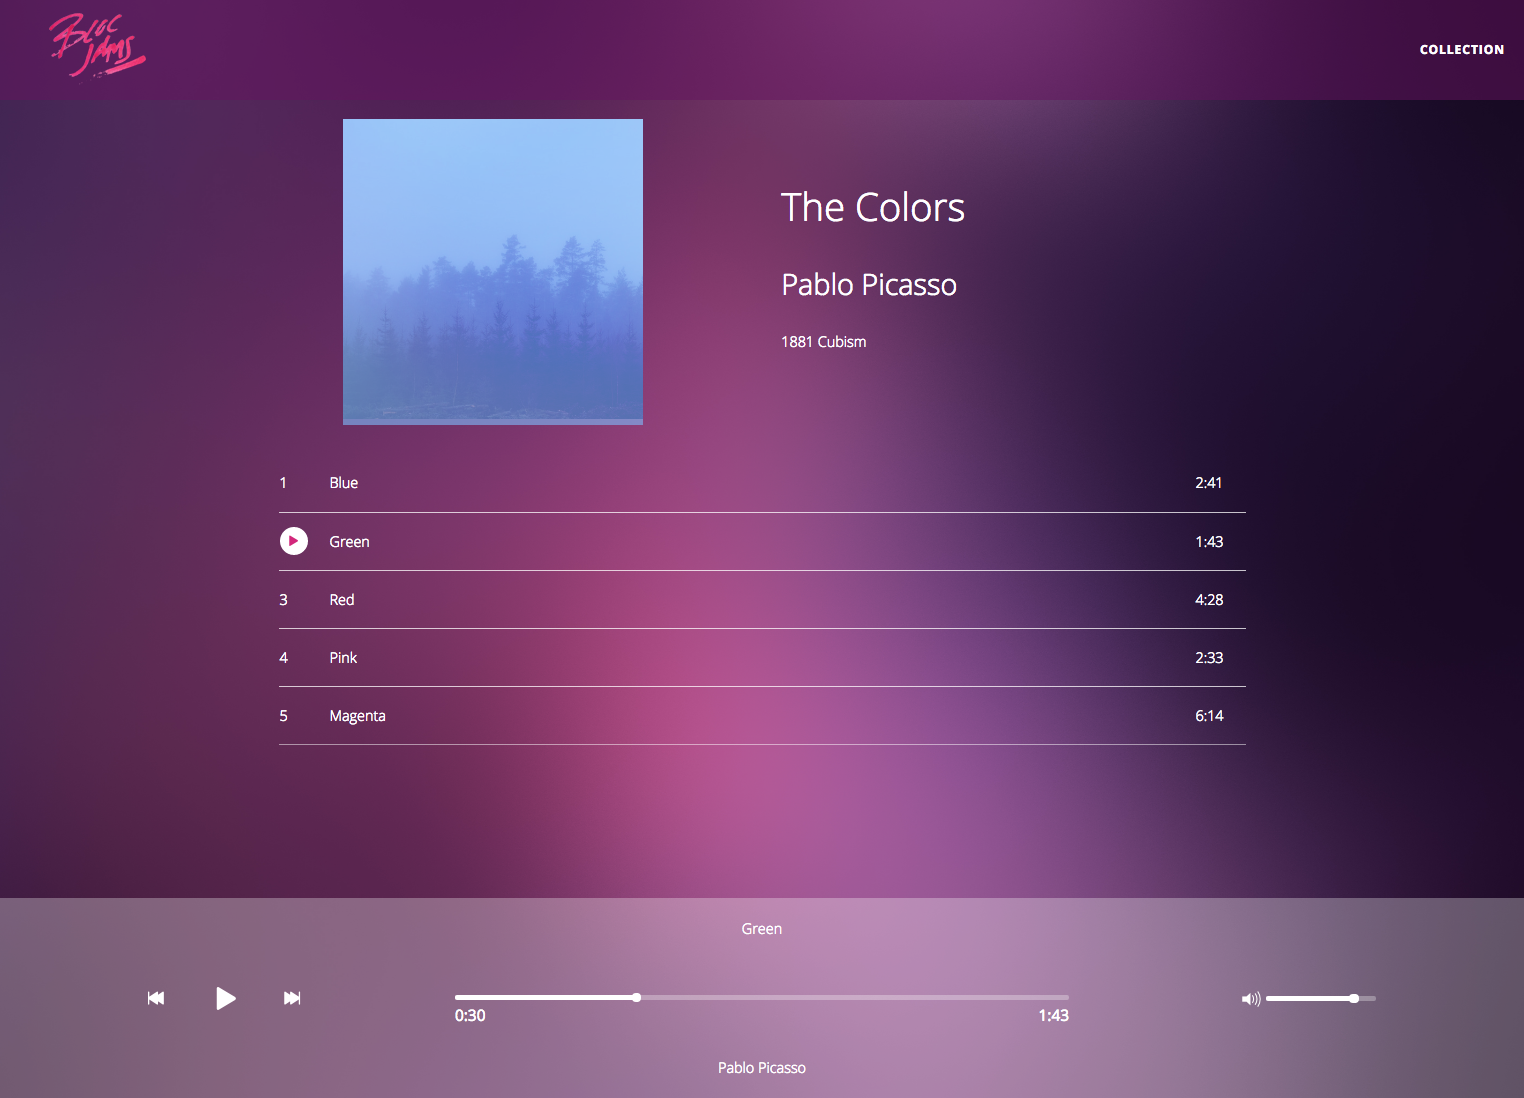 BLOC
JAMS
COLLECTION
The Colors
Pablo Picasso
1881 Cubism
1 Blue 2:41
Green 1:43
3 Red 4:28
4 Pink 2:33
5 Magenta 6:14
Green
0:30 1:43
Pablo Picasso